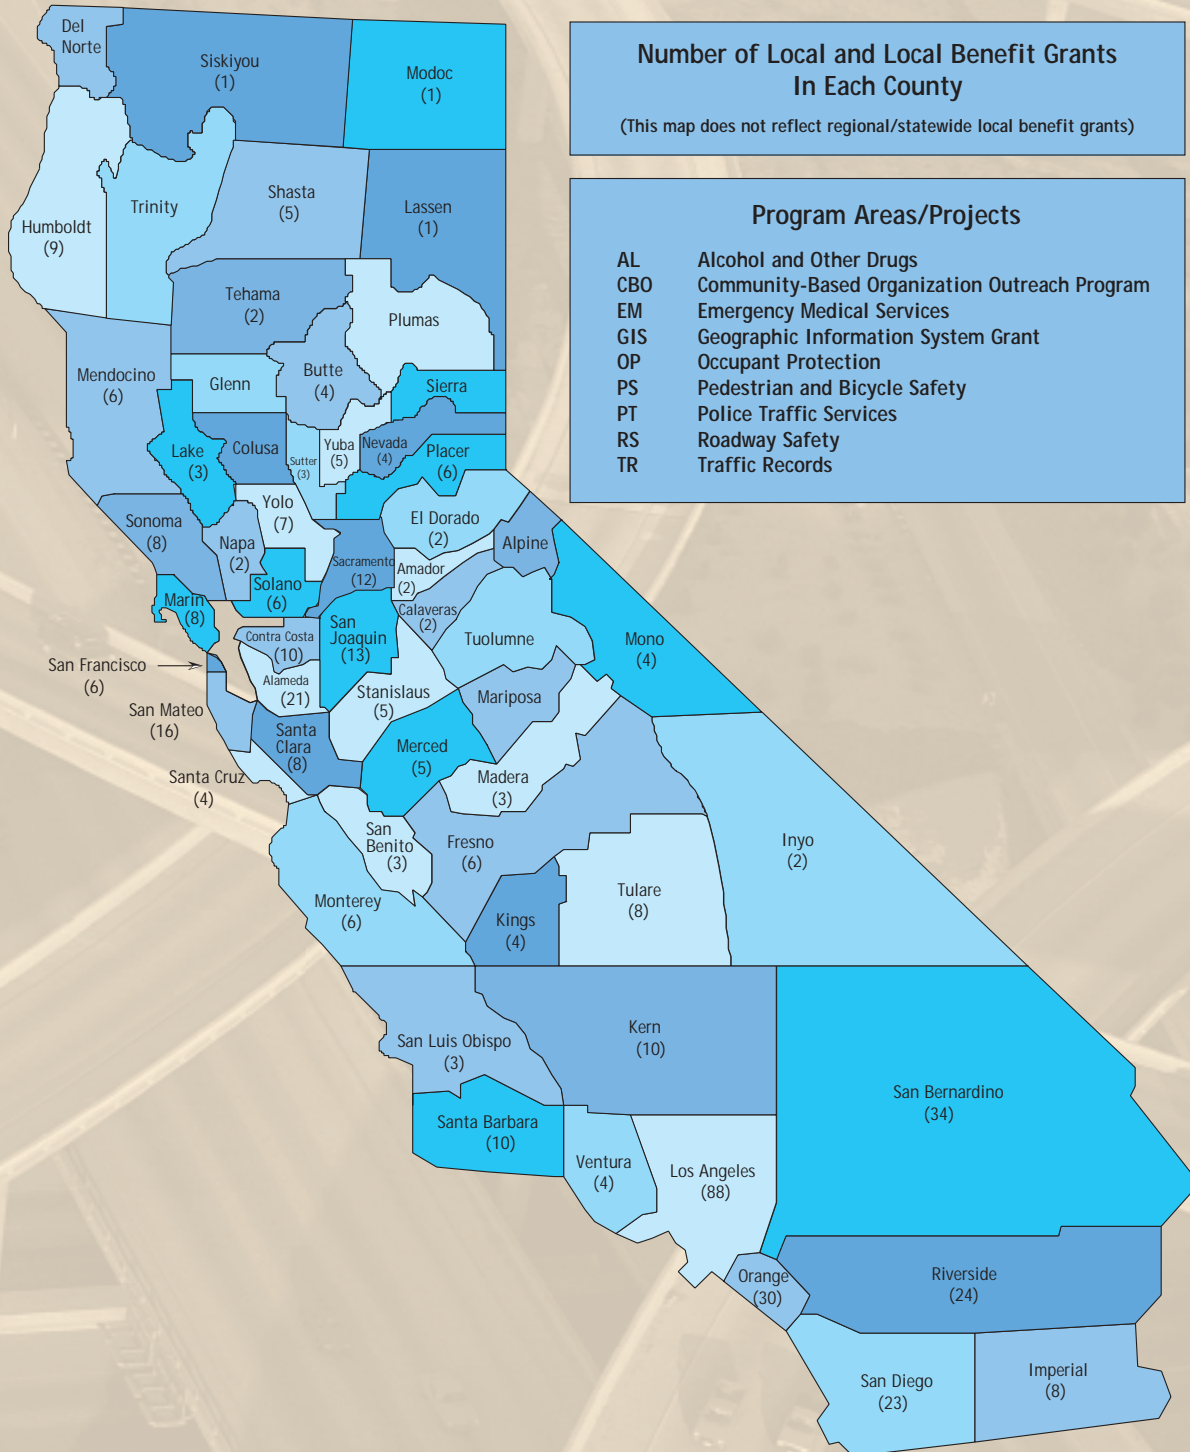 Number of Local and Local Benefit Grants
In Each County
(This map does not reflect regional/statewide local benefit grants)
Program Areas/Projects
AL Alcohol and Other Drugs
CBO Community-Based Organization Outreach Program
EM Emergency Medical Services
GIS Geographic Information System Grant
OP Occupant Protection
PS Pedestrian and Bicycle Safety
PT Police Traffic Services
RS Roadway Safety
TR Traffic Records
Del
Norte
Siskiyou
(1)
Modoc
(1)
Humboldt
(9)
Trinity
Shasta
(5)
Lassen
(1)
Tehama
(2)
Plumas
Mendocino
(6)
Glenn
Butte
(4)
Sierra
Lake
(3)
Colusa
Sutter
(3)
Yuba
(5)
Nevada
(4)
Placer
(6)
Sonoma
(8)
Napa
(2)
Yolo
(7)
El Dorado
(2)
Alpine
Marin
(8)
Solano
(6)
Sacramento
(12)
Amador
(2)
Calaveras
(2)
Tuolumne
Mono
(4)
Contra Costa
(10)
San
Joaquin
(13)
San Francisco
(6)
Alameda
(21)
Stanislaus
(5)
Mariposa
San Mateo
(16)
Santa
Clara
(8)
Merced
(5)
Madera
(3)
Santa Cruz
(4)
San
Benito
(3)
Fresno
(6)
Inyo
(2)
Monterey
(6)
Kings
(4)
Tulare
(8)
San Luis Obispo
(3)
Kern
(10)
San Bernardino
(34)
Santa Barbara
(10)
Ventura
(4)
Los Angeles
(88)
Orange
(30)
Riverside
(24)
San Diego
(23)
Imperial
(8)